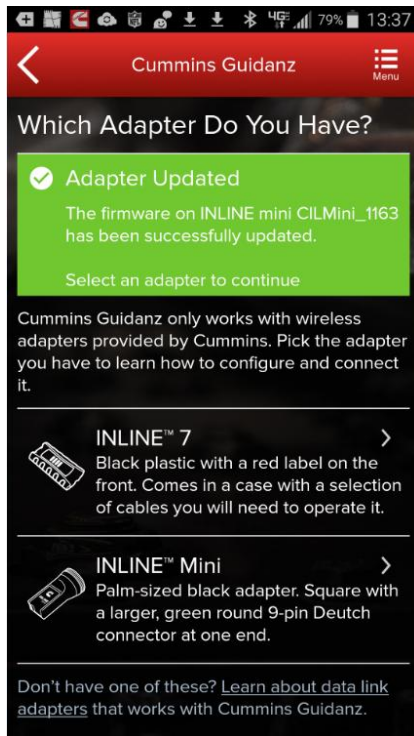 79% 13:37
Cummins Guidanz
Menu
Which Adapter Do You Have?
Adapter Updated
The firmware on INLINE mini CILMini_1163
has been successfully updated.
Select an adapter to continue
Cummins Guidanz only works with wireless
adapters provided by Cummins. Pick the adapter
you have to learn how to configure and connect
it.
INLINE™ 7
Black plastic with a red label on the
front. Comes in a case with a selection
of cables you will need to operate it.
INLINE™ Mini
Palm-sized black adapter. Square with
a larger, green round 9-pin Deutch
connector at one end.
Don't have one of these? Learn about data link
adapters that works with Cummins Guidanz.